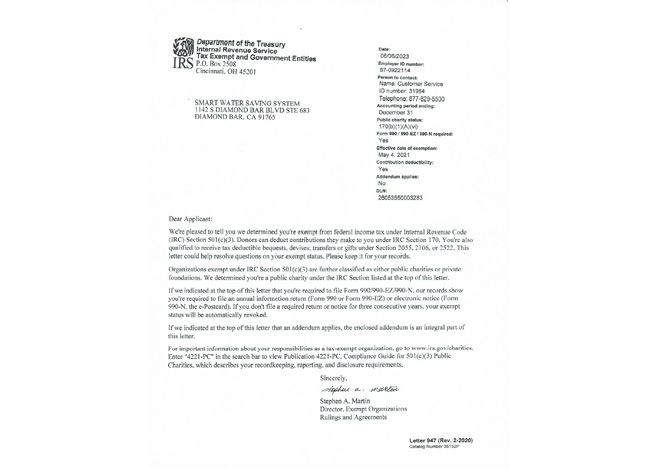 IRS
Department of the Treasury
Internal Revenue Service
Tax Exempt and Government Entities
P.O. Box 2508
Cincinnati, OH 45201
SMART WATER SAVING SYSTEM
1142 S DIAMOND BAR BLVD STE 683
DIAMOND BAR, CA 91765
Date:
06/06/2023
Employer ID number:
87-0922114
Person to contact:
Name: Customer Service
ID number: 31954
Telephone: 877-829-5500
Accounting period ending:
December 31
Public charity status:
170(b)(1)(A)(vi)
Form 990 / 990-EZ / 990-N required:
Yes
Effective date of exemption:
May 4, 2021
Contribution deductibility:
Yes
Addendum applies:
No
DLN:
26053550003283
Dear Applicant:
We're pleased to tell you we determined you're exempt from federal income tax under Internal Revenue Code
(IRC) Section 501(c)(3). Donors can deduct contributions they make to you under IRC Section 170. You're also
qualified to receive tax deductible bequests, devises, transfers or gifts under Section 2055, 2106, or 2522. This
letter could help resolve questions on your exempt status. Please keep it for your records.
Organizations exempt under IRC Section 501(c)(3) are further classified as either public charities or private
foundations. We determined you're a public charity under the IRC Section listed at the top of this letter.
If we indicated at the top of this letter that you're required to file Form 990/990-EZ/990-N, our records show
you're required to file an annual information return (Form 990 or Form 990-EZ) or electronic notice (Form
990-N, the e-Postcard). If you don't file a required return or notice for three consecutive years, your exempt
status will be automatically revoked.
If we indicated at the top of this letter that an addendum applies, the enclosed addendum is an integral part of
this letter.
For important information about your responsibilities as a tax-exempt organization, go to www.irs.gov/charities.
Enter "4221-PC" in the search bar to view Publication 4221-PC, Compliance Guide for 501(c)(3) Public
Charities, which describes your recordkeeping, reporting, and disclosure requirements.
Sincerely,
Stephen a. martin
Stephen A. Martin
Director, Exempt Organizations
Rulings and Agreements
Letter 947 (Rev. 2-2020)
Catalog Number 35152P